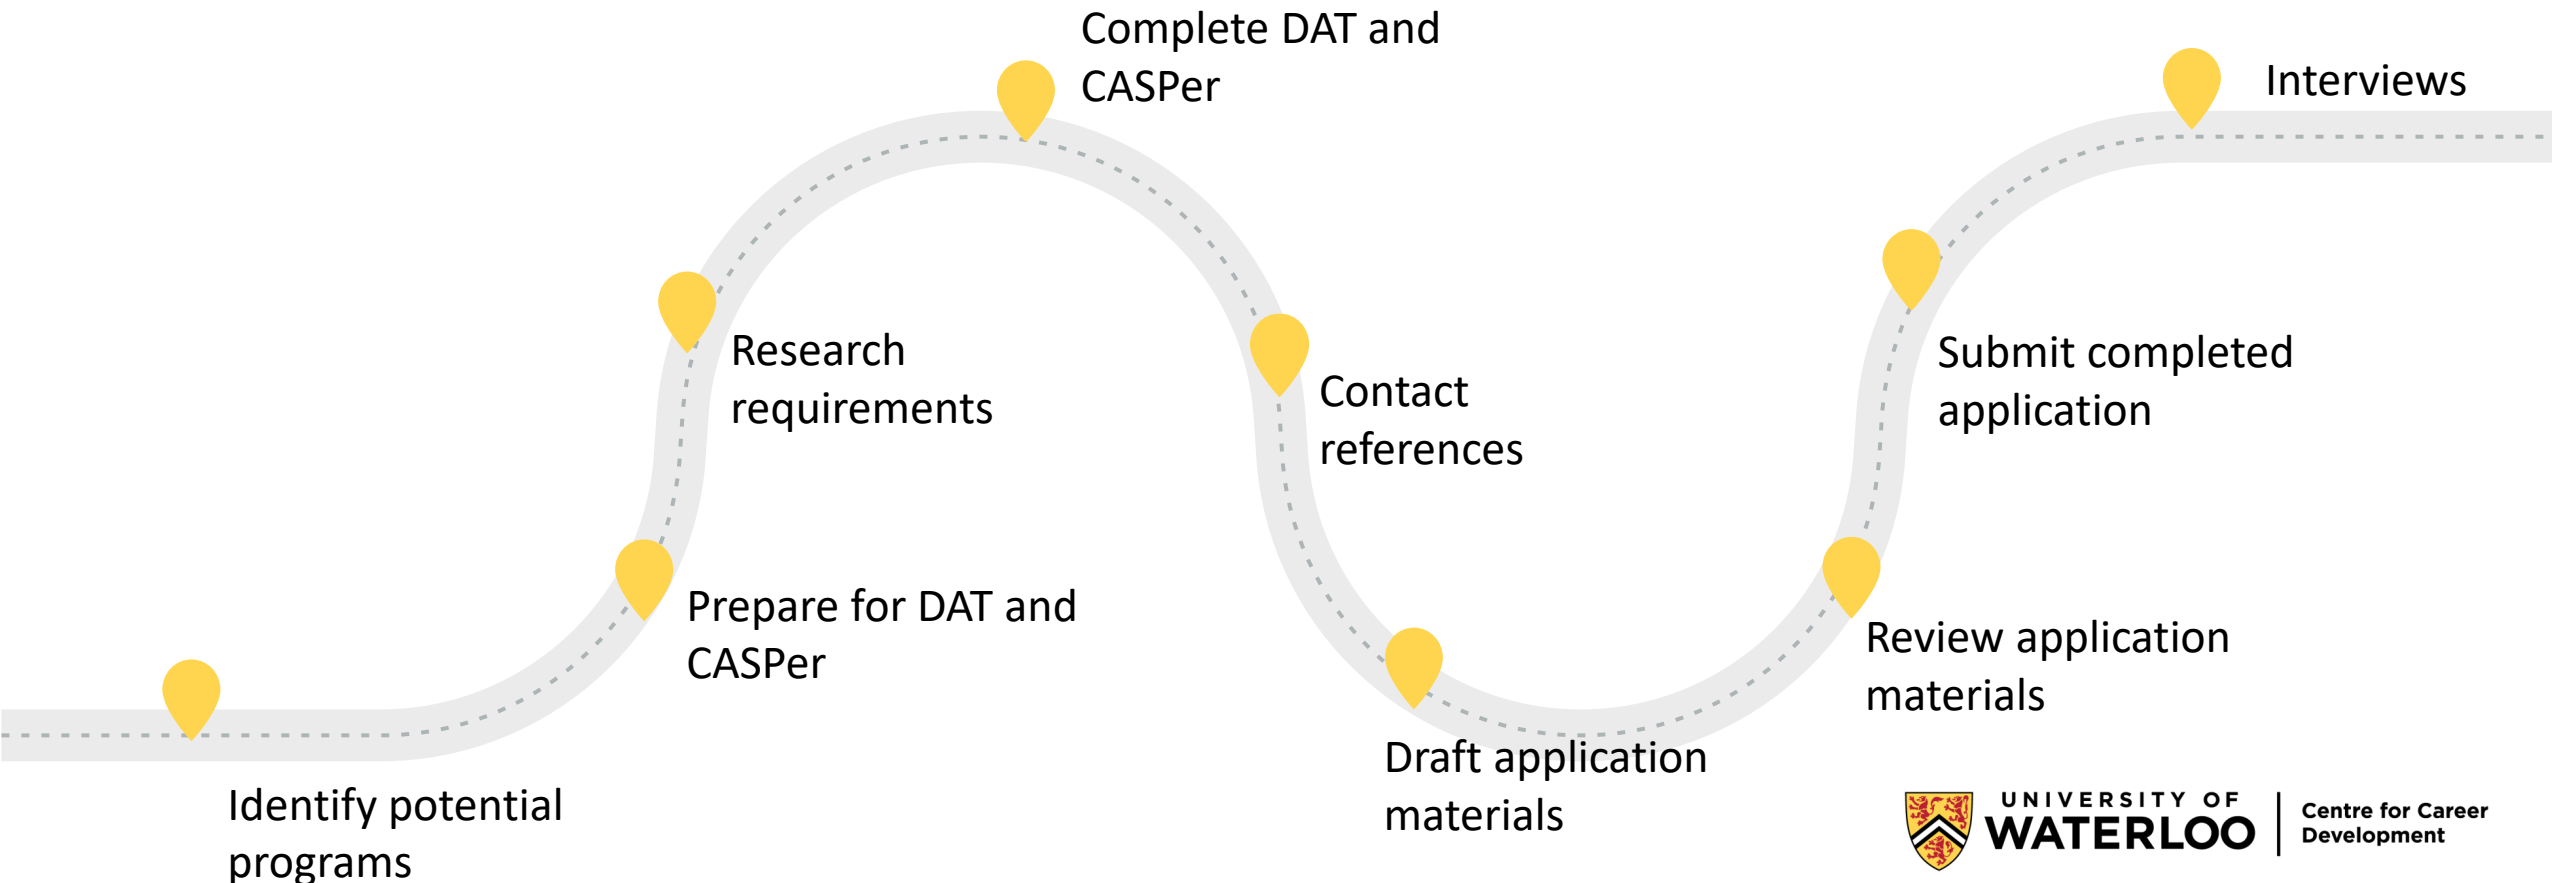 Identify potential
programs
Prepare for DAT and
CASPer
Research
requirements
Complete DAT and
CASPer
Contact
references
Draft application
materials
Review application
materials
Submit completed
application
Interviews
UNIVERSITY OF
WATERLOO
Centre for Career
Development